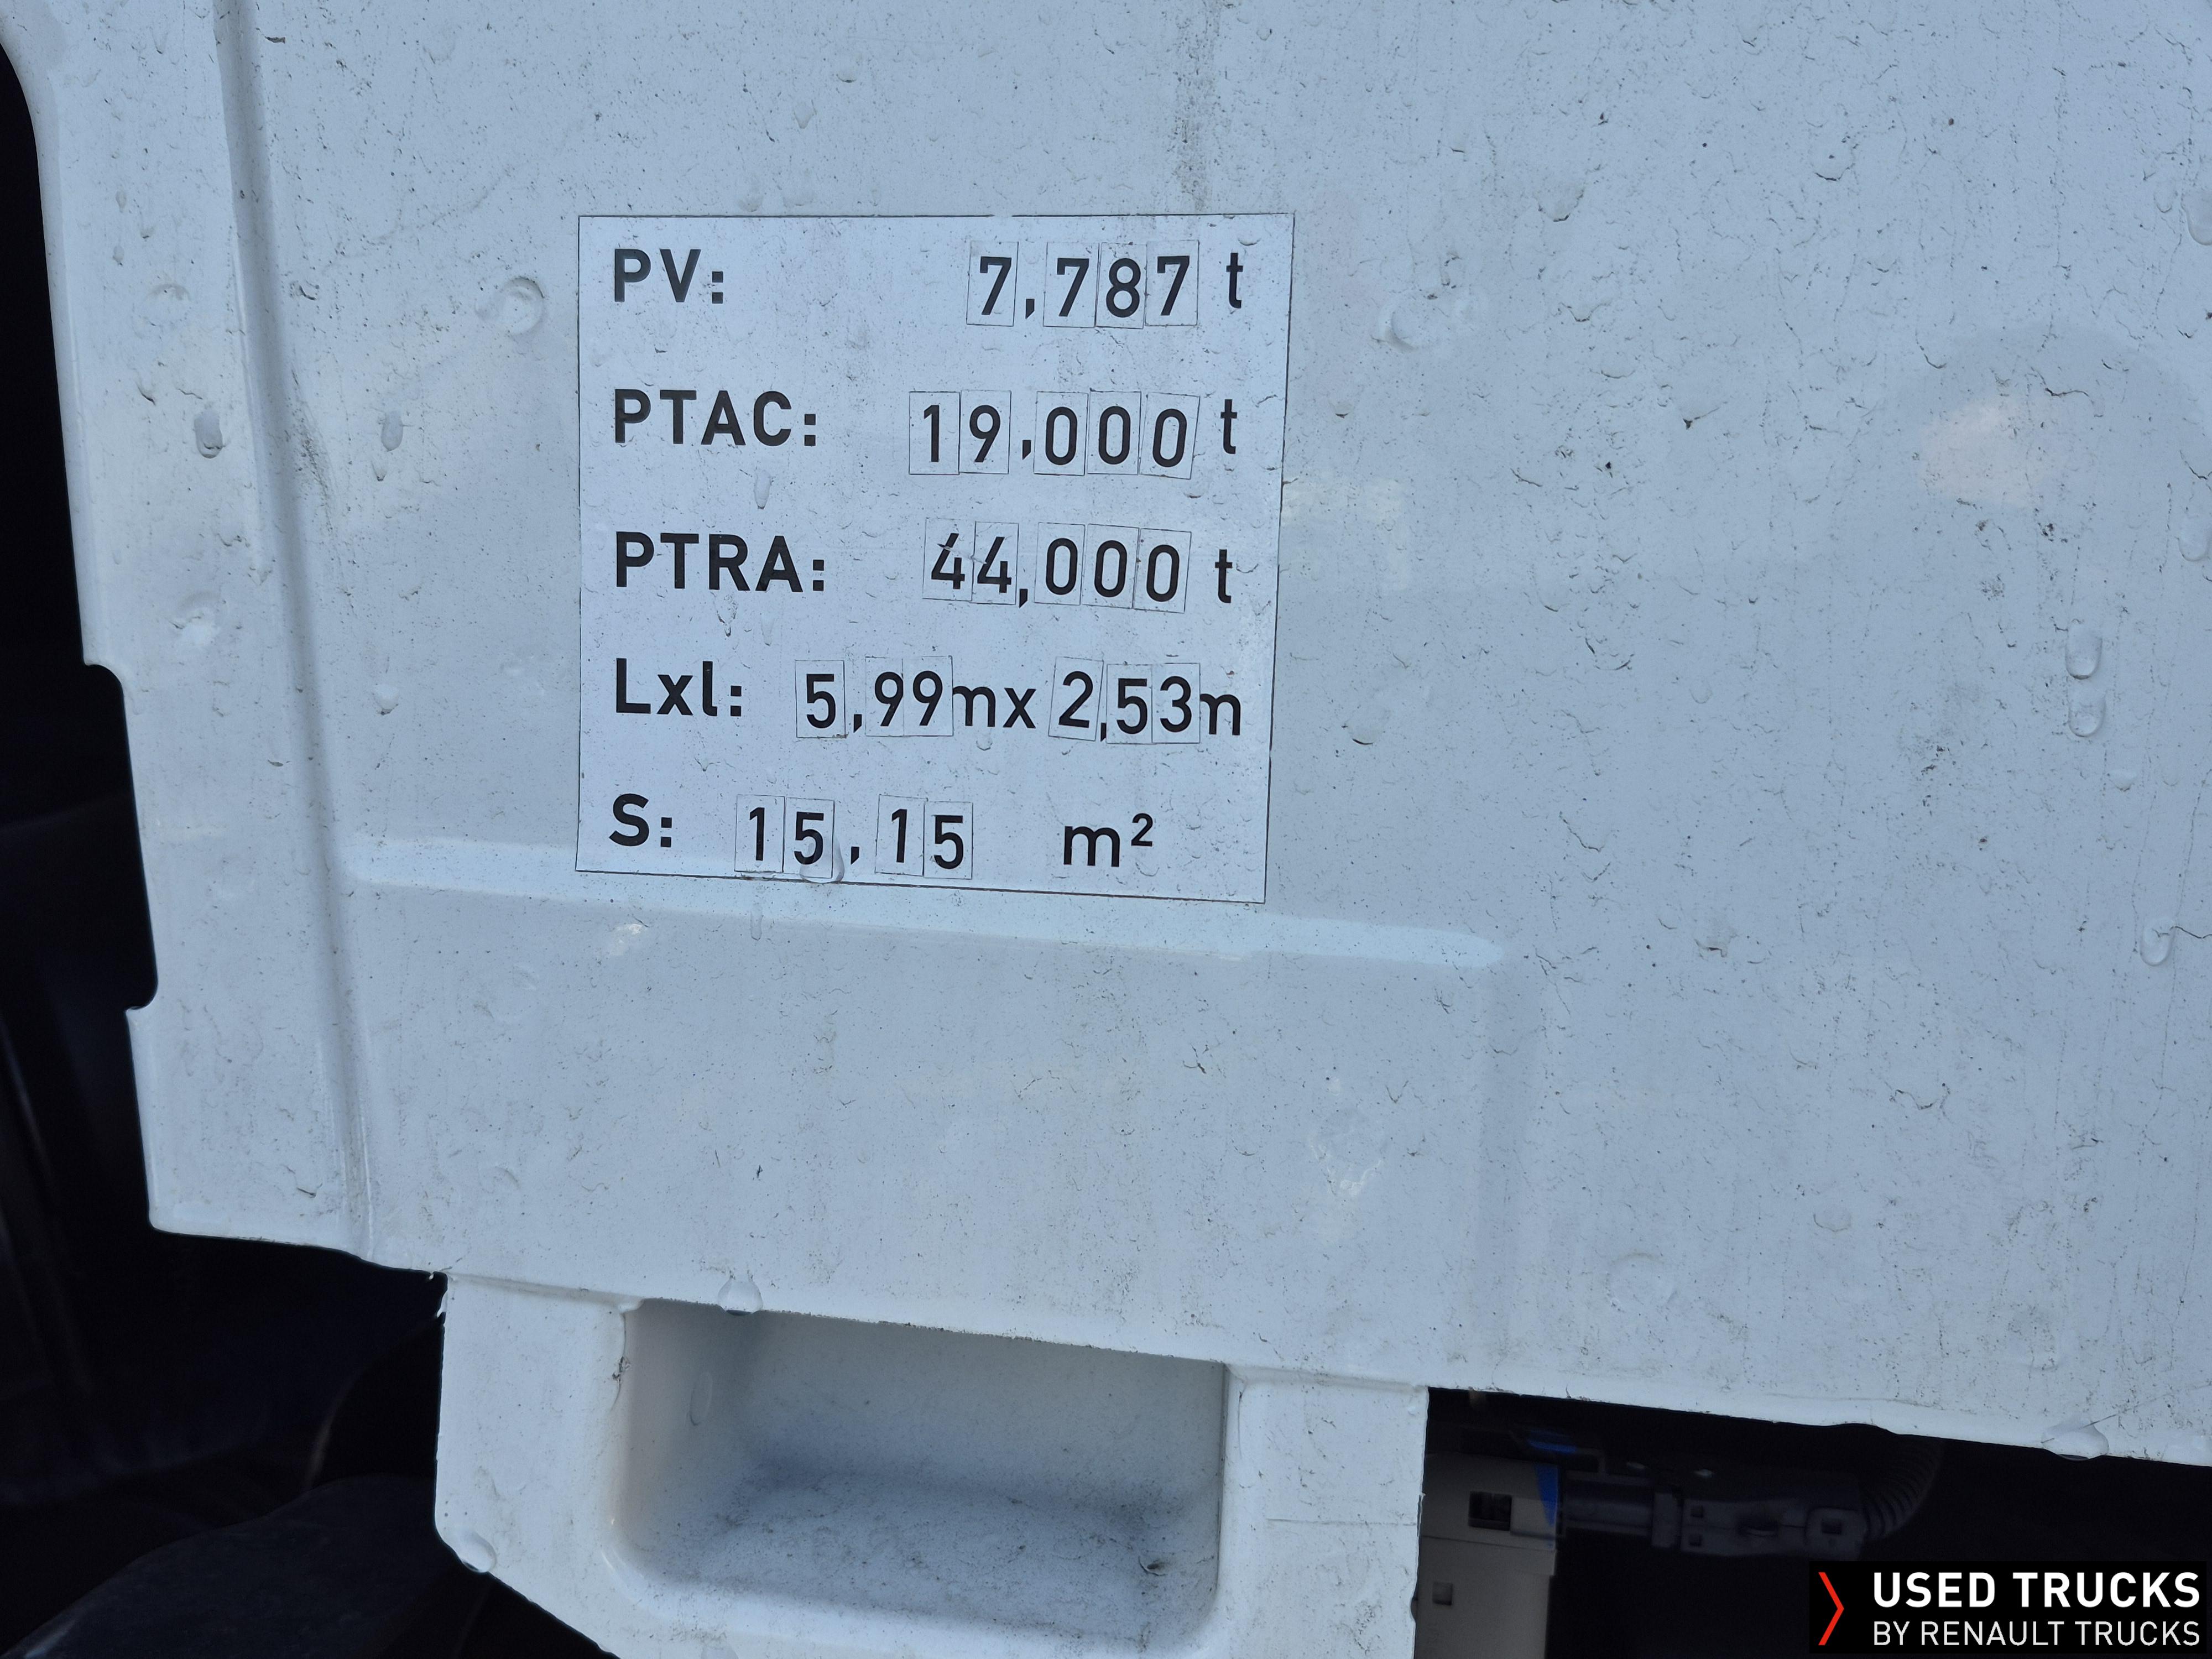 PV: 7,787 t
PTAC: 19,000 t
PTRA: 44,000 t
Lxl: 5,99mx 2,53m
S: 15,15 m²
USED TRUCKS
BY RENAULT TRUCKS